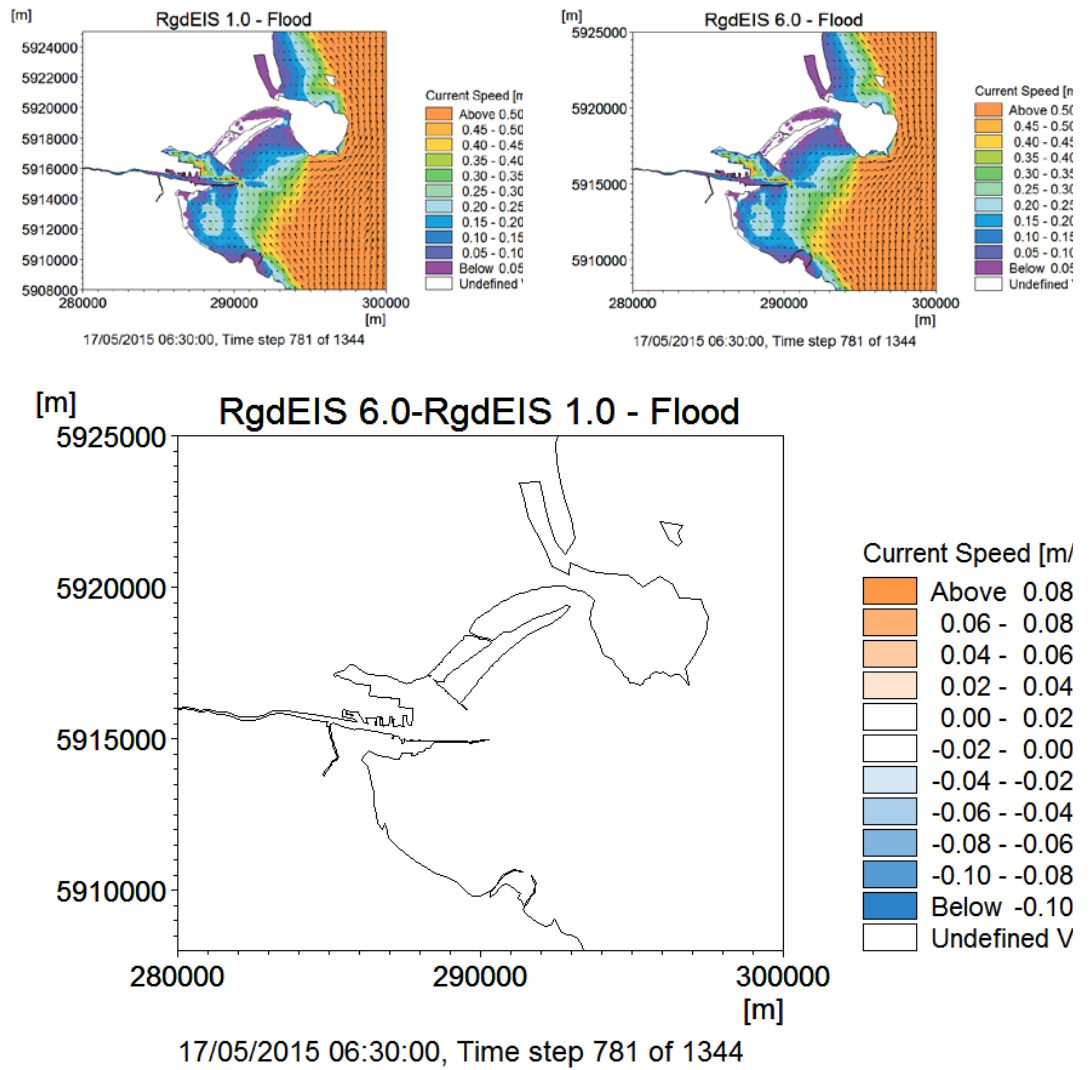 [m]
RgdEIS 1.0 - Flood
5924000
5922000
5920000
5918000
5916000
5914000
5912000
5910000
5908000
280000 290000 300000
[m]
17/05/2015 06:30:00, Time step 781 of 1344
Current Speed [m
Above 0.50
0.45 - 0.50
0.40 - 0.45
0.35 - 0.40
0.30 - 0.35
0.25 - 0.30
0.20 - 0.25
0.15 - 0.20
0.10 - 0.15
0.05 - 0.10
Below 0.05
Undefined V
[m]
RgdEIS 6.0 - Flood
5925000
5920000
5915000
5910000
280000 290000 300000
[m]
17/05/2015 06:30:00, Time step 781 of 1344
Current Speed [m
Above 0.50
0.45 - 0.50
0.40 - 0.45
0.35 - 0.40
0.30 - 0.35
0.25 - 0.30
0.20 - 0.25
0.15 - 0.20
0.10 - 0.15
0.05 - 0.10
Below 0.05
Undefined V
[m]
RgdEIS 6.0-RgdEIS 1.0 - Flood
5925000
5920000
5915000
5910000
280000 290000 300000
[m]
17/05/2015 06:30:00, Time step 781 of 1344
Current Speed [m/
Above 0.08
0.06 - 0.08
0.04 - 0.06
0.02 - 0.04
0.00 - 0.02
-0.02 - 0.00
-0.04 - -0.02
-0.06 - -0.04
-0.08 - -0.06
-0.10 - -0.08
Below -0.10
Undefined V